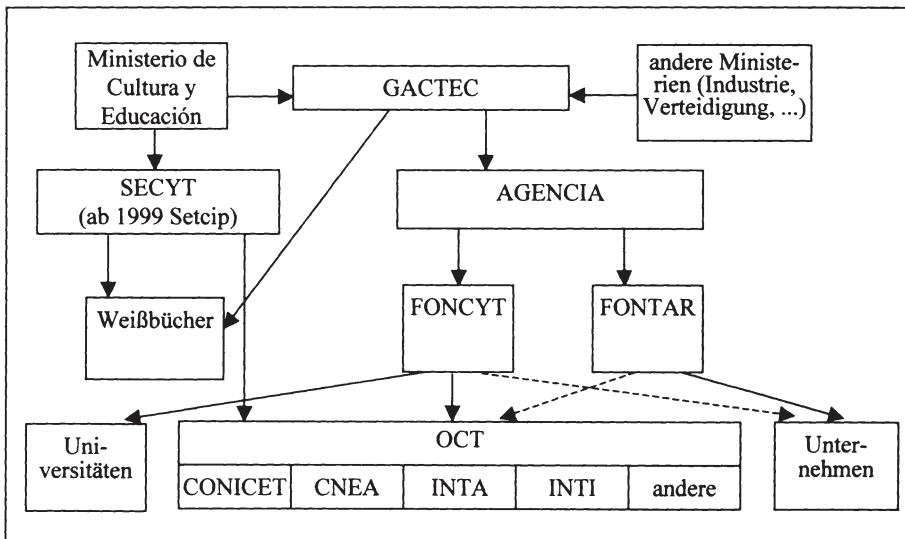 Ministerio de
Cultura y
Educación
GACTEC
andere Ministe-
rien (Industrie,
Verteidigung, ...)
SECYT
(ab 1999 Setcip)
AGENCIA
Weißbücher
FONCYT
FONTAR
Uni-
versitäten
OCT
Unter-
nehmen
CONICET
CNEA
INTA
INTI
andere